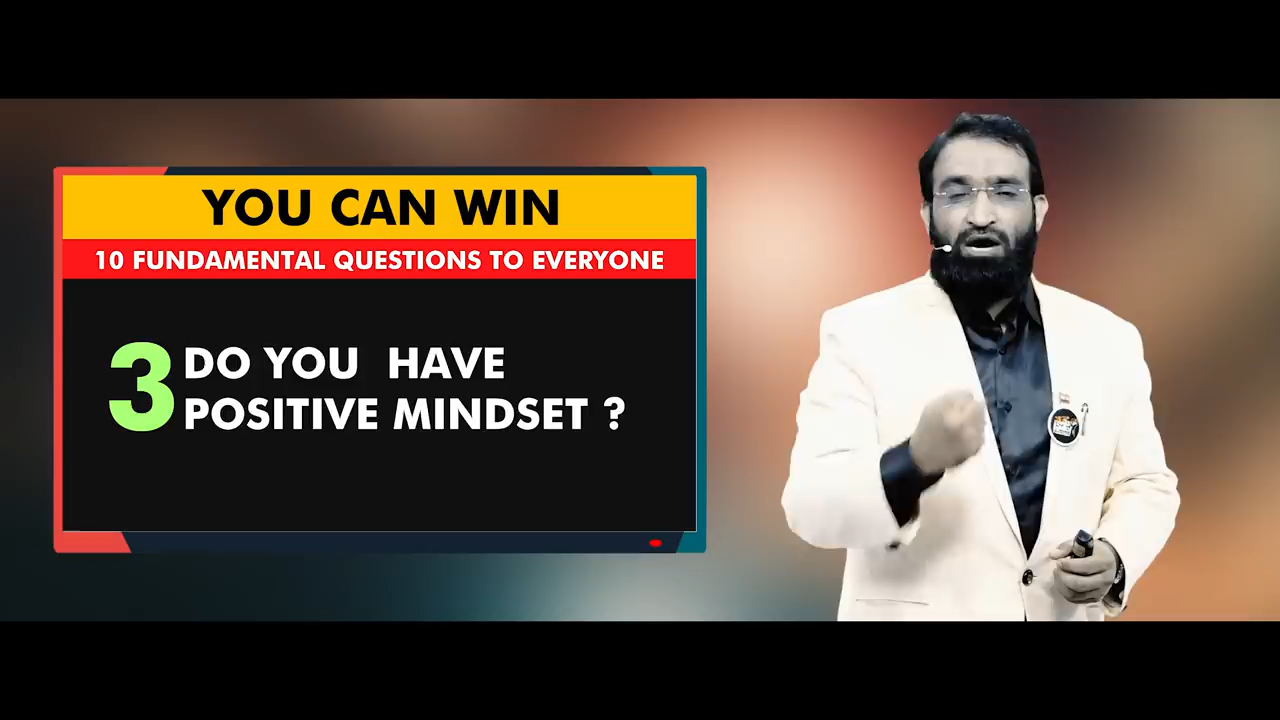 YOU CAN WIN
10 FUNDAMENTAL QUESTIONS TO EVERYONE
3 DO YOU HAVE
POSITIVE MINDSET ?